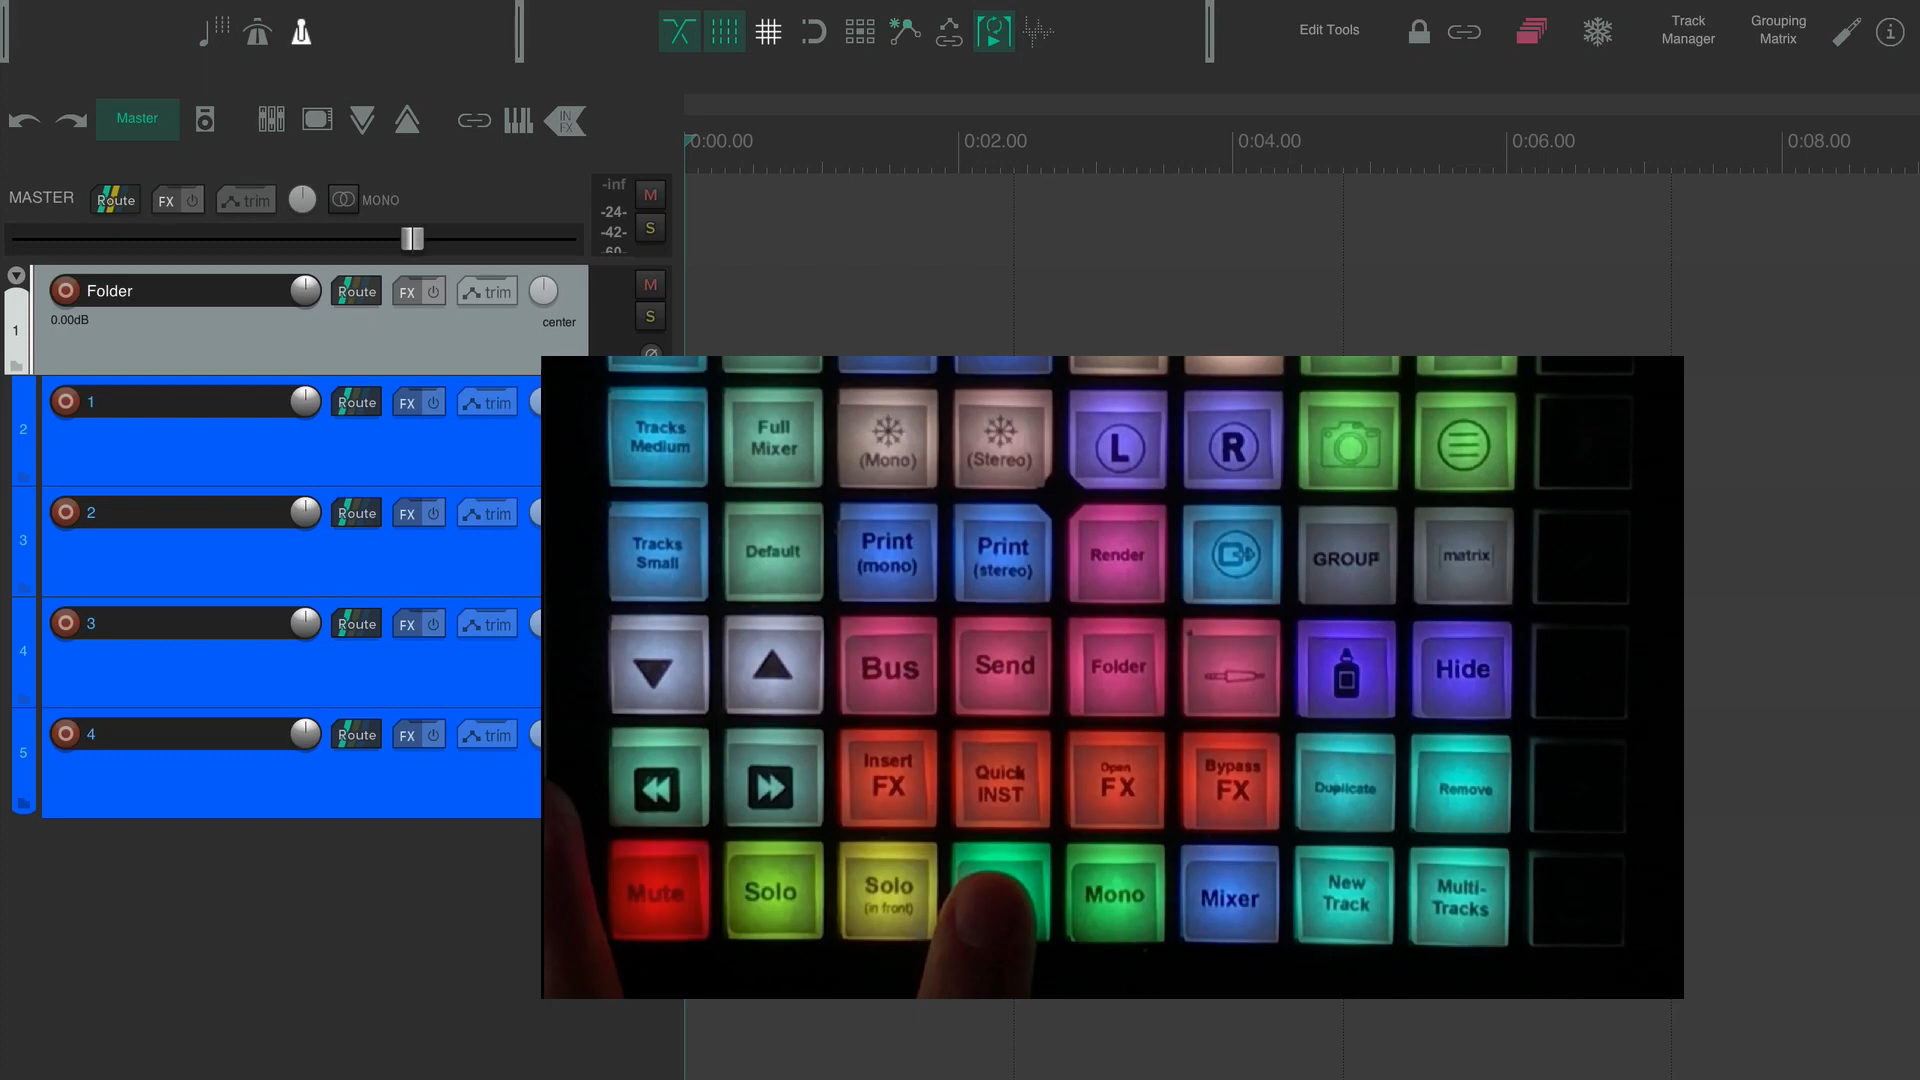 Edit Tools
Track
Manager
Grouping
Matrix
Master
IN
FX
0:00.00
0:02.00
0:04.00
0:06.00
0:08.00
MASTER
Route
FX
trim
MONO
-inf
-24-
-42-
-60-
M
S
Folder
Route
FX
trim
M
S
0.00dB
center
1
1
Route
FX
trim
2
2
Route
FX
trim
3
3
Route
FX
trim
4
4
Route
FX
trim
5
Tracks
Medium
Full
Mixer
(Mono)
(Stereo)
L
R
Tracks
Small
Default
Print
(mono)
Print
(stereo)
Render
GROUP
matrix
Bus
Send
Folder
Hide
Insert
FX
Quick
INST
Open
FX
Bypass
FX
Duplicate
Remove
Mute
Solo
Solo
(in front)
Mono
Mixer
New
Track
Multi-
Tracks